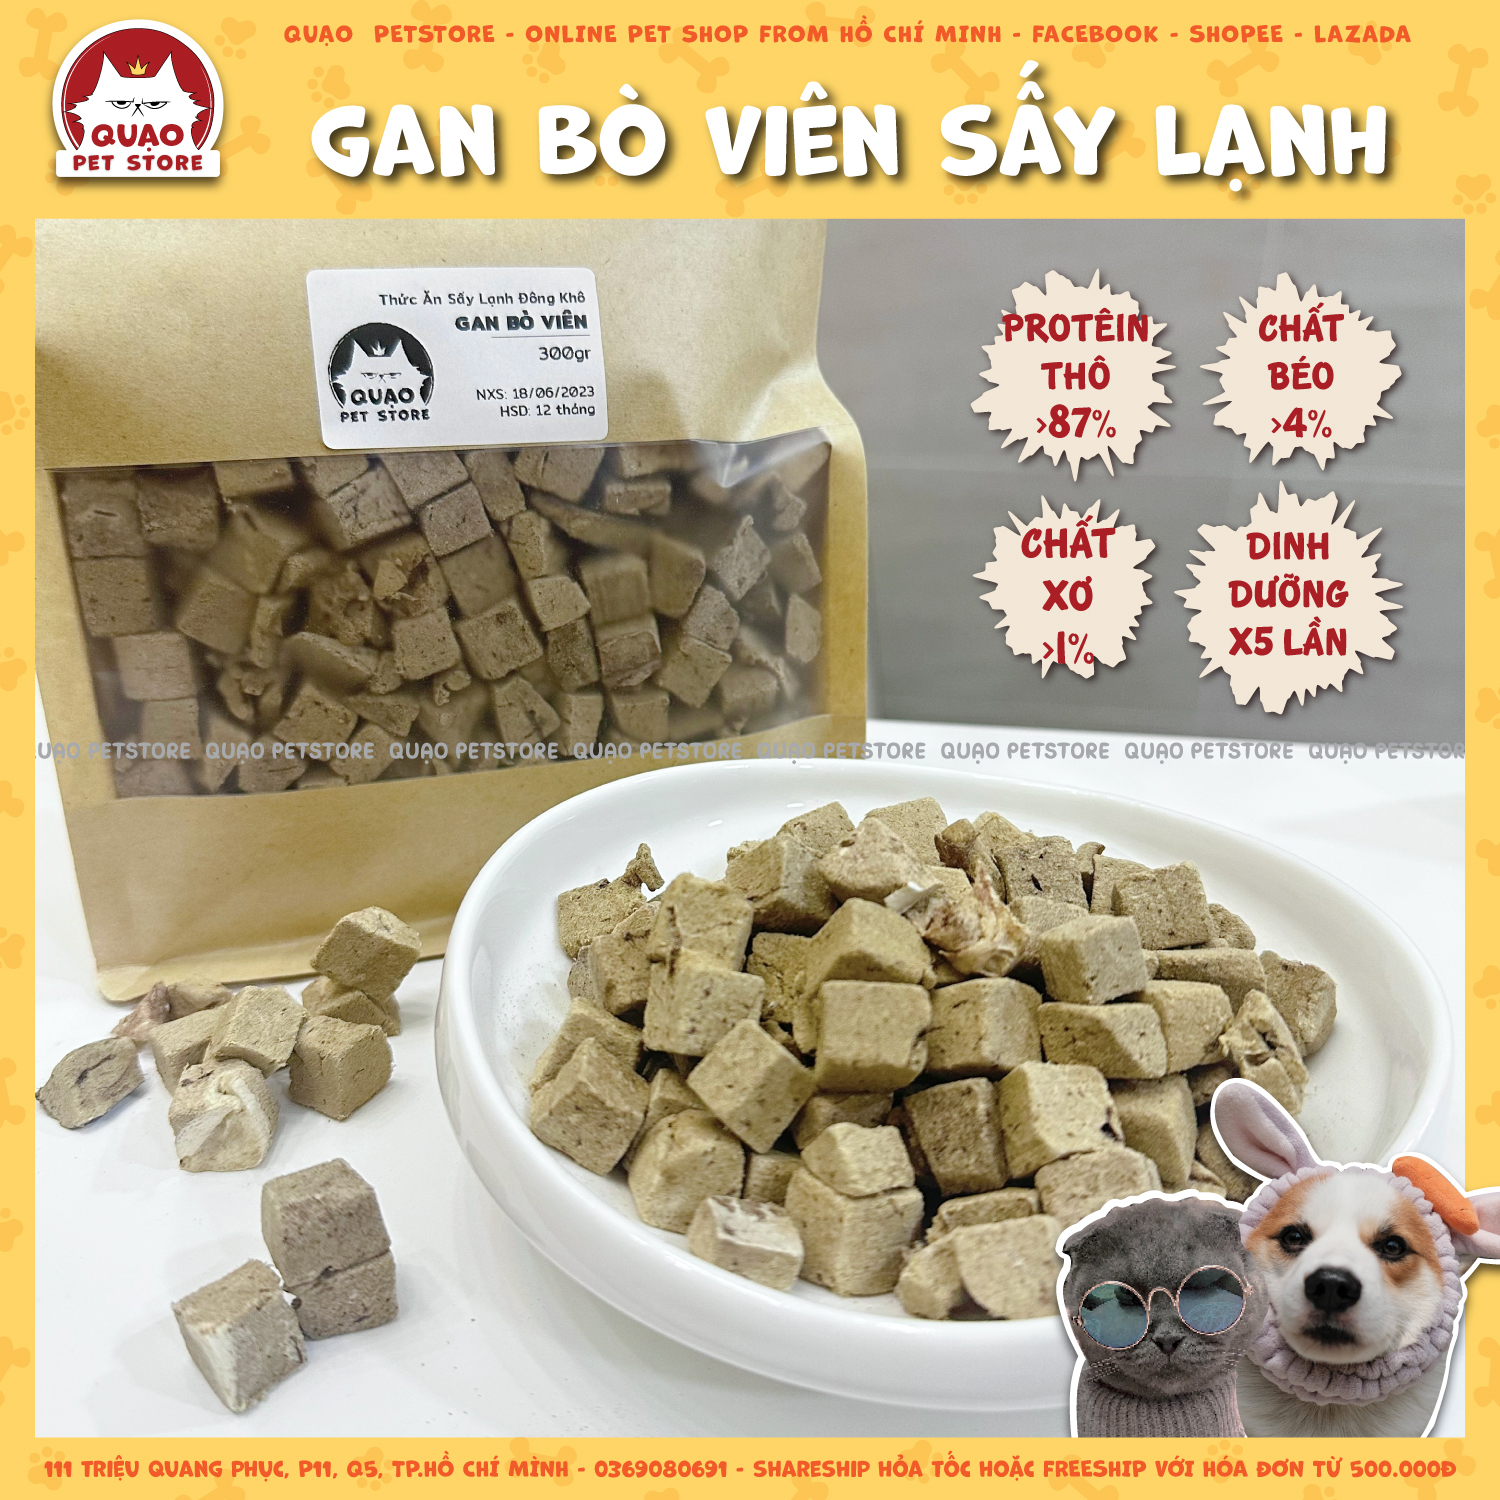 QUẠO PETSTORE - ONLINE PET SHOP FROM HỒ CHÍ MINH - FACEBOOK - SHOPEE - LAZADA
QUẠO
PET STORE
GAN BÒ VIÊN SẤY LẠNH
Thức Ăn Sấy Lạnh Đông Khô
GAN BÒ VIÊN
300gr
QUẠO
PET STORE
NXS: 18/06/2023
HSD: 12 tháng
PROTÊIN
THÔ
>87%
CHẤT
BÉO
>4%
CHẤT
XƠ
>1%
DINH
DƯỠNG
X5 LẦN
UẠO PETSTORE QUẠO PETSTORE QUẠO PETSTORE QUẠO PETSTORE QUẠO PETSTORE QUẠO PETSTORE QUẠO PETSTORE QUẠO PETSTOR
111 TRIỆU QUANG PHỤC, P11, Q5, TP.HỒ CHÍ MÌNH - 0369080691 - SHARESHIP HỎA TỐC HOẶC FREESHIP VỚI HÓA ĐƠN TỪ 500.000Đ